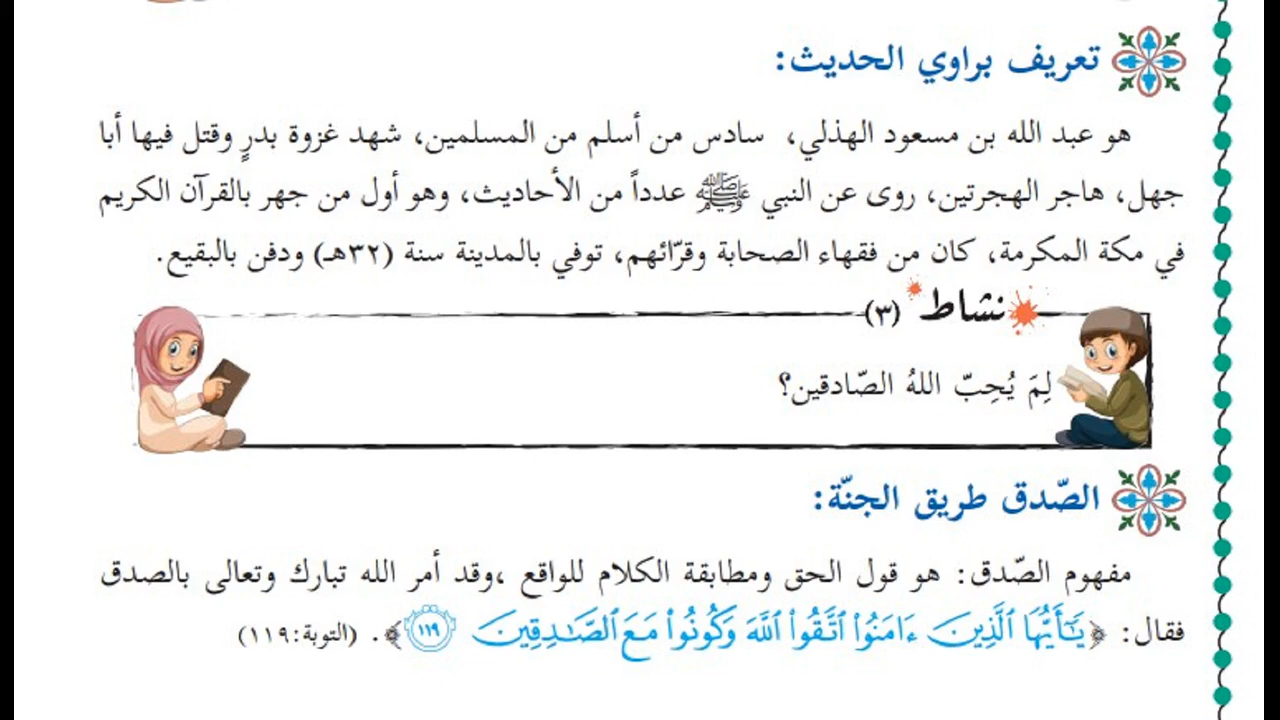 تعريف براوي الحديث:
هو عبد الله بن مسعود الهذلي، سادس من أسلم من المسلمين، شهد غزوة بدرٍ وقتل فيها أبا
جهل، هاجر الهجرتين، روى عن النبي ﷺ عدداً من الأحاديث، وهو أول من جهر بالقرآن الكريم
في مكة المكرمة، كان من فقهاء الصحابة وقرّائهم، توفي بالمدينة سنة (٣٢هـ) ودفن بالبقيع.
نشاط (٣)
لِمَ يُحِبّ اللهُ الصّادقين؟
الصّدق طريق الجنّة:
مفهوم الصّدق: هو قول الحق ومطابقة الكلام للواقع ،وقد أمر الله تبارك وتعالى بالصدق
فقال: ﴿يَٰٓأَيُّهَا ٱلَّذِينَ ءَامَنُواْ ٱتَّقُواْ ٱللَّهَ وَكُونُواْ مَعَ ٱلصَّٰدِقِينَ ١١٩﴾. (التوبة:١١٩)